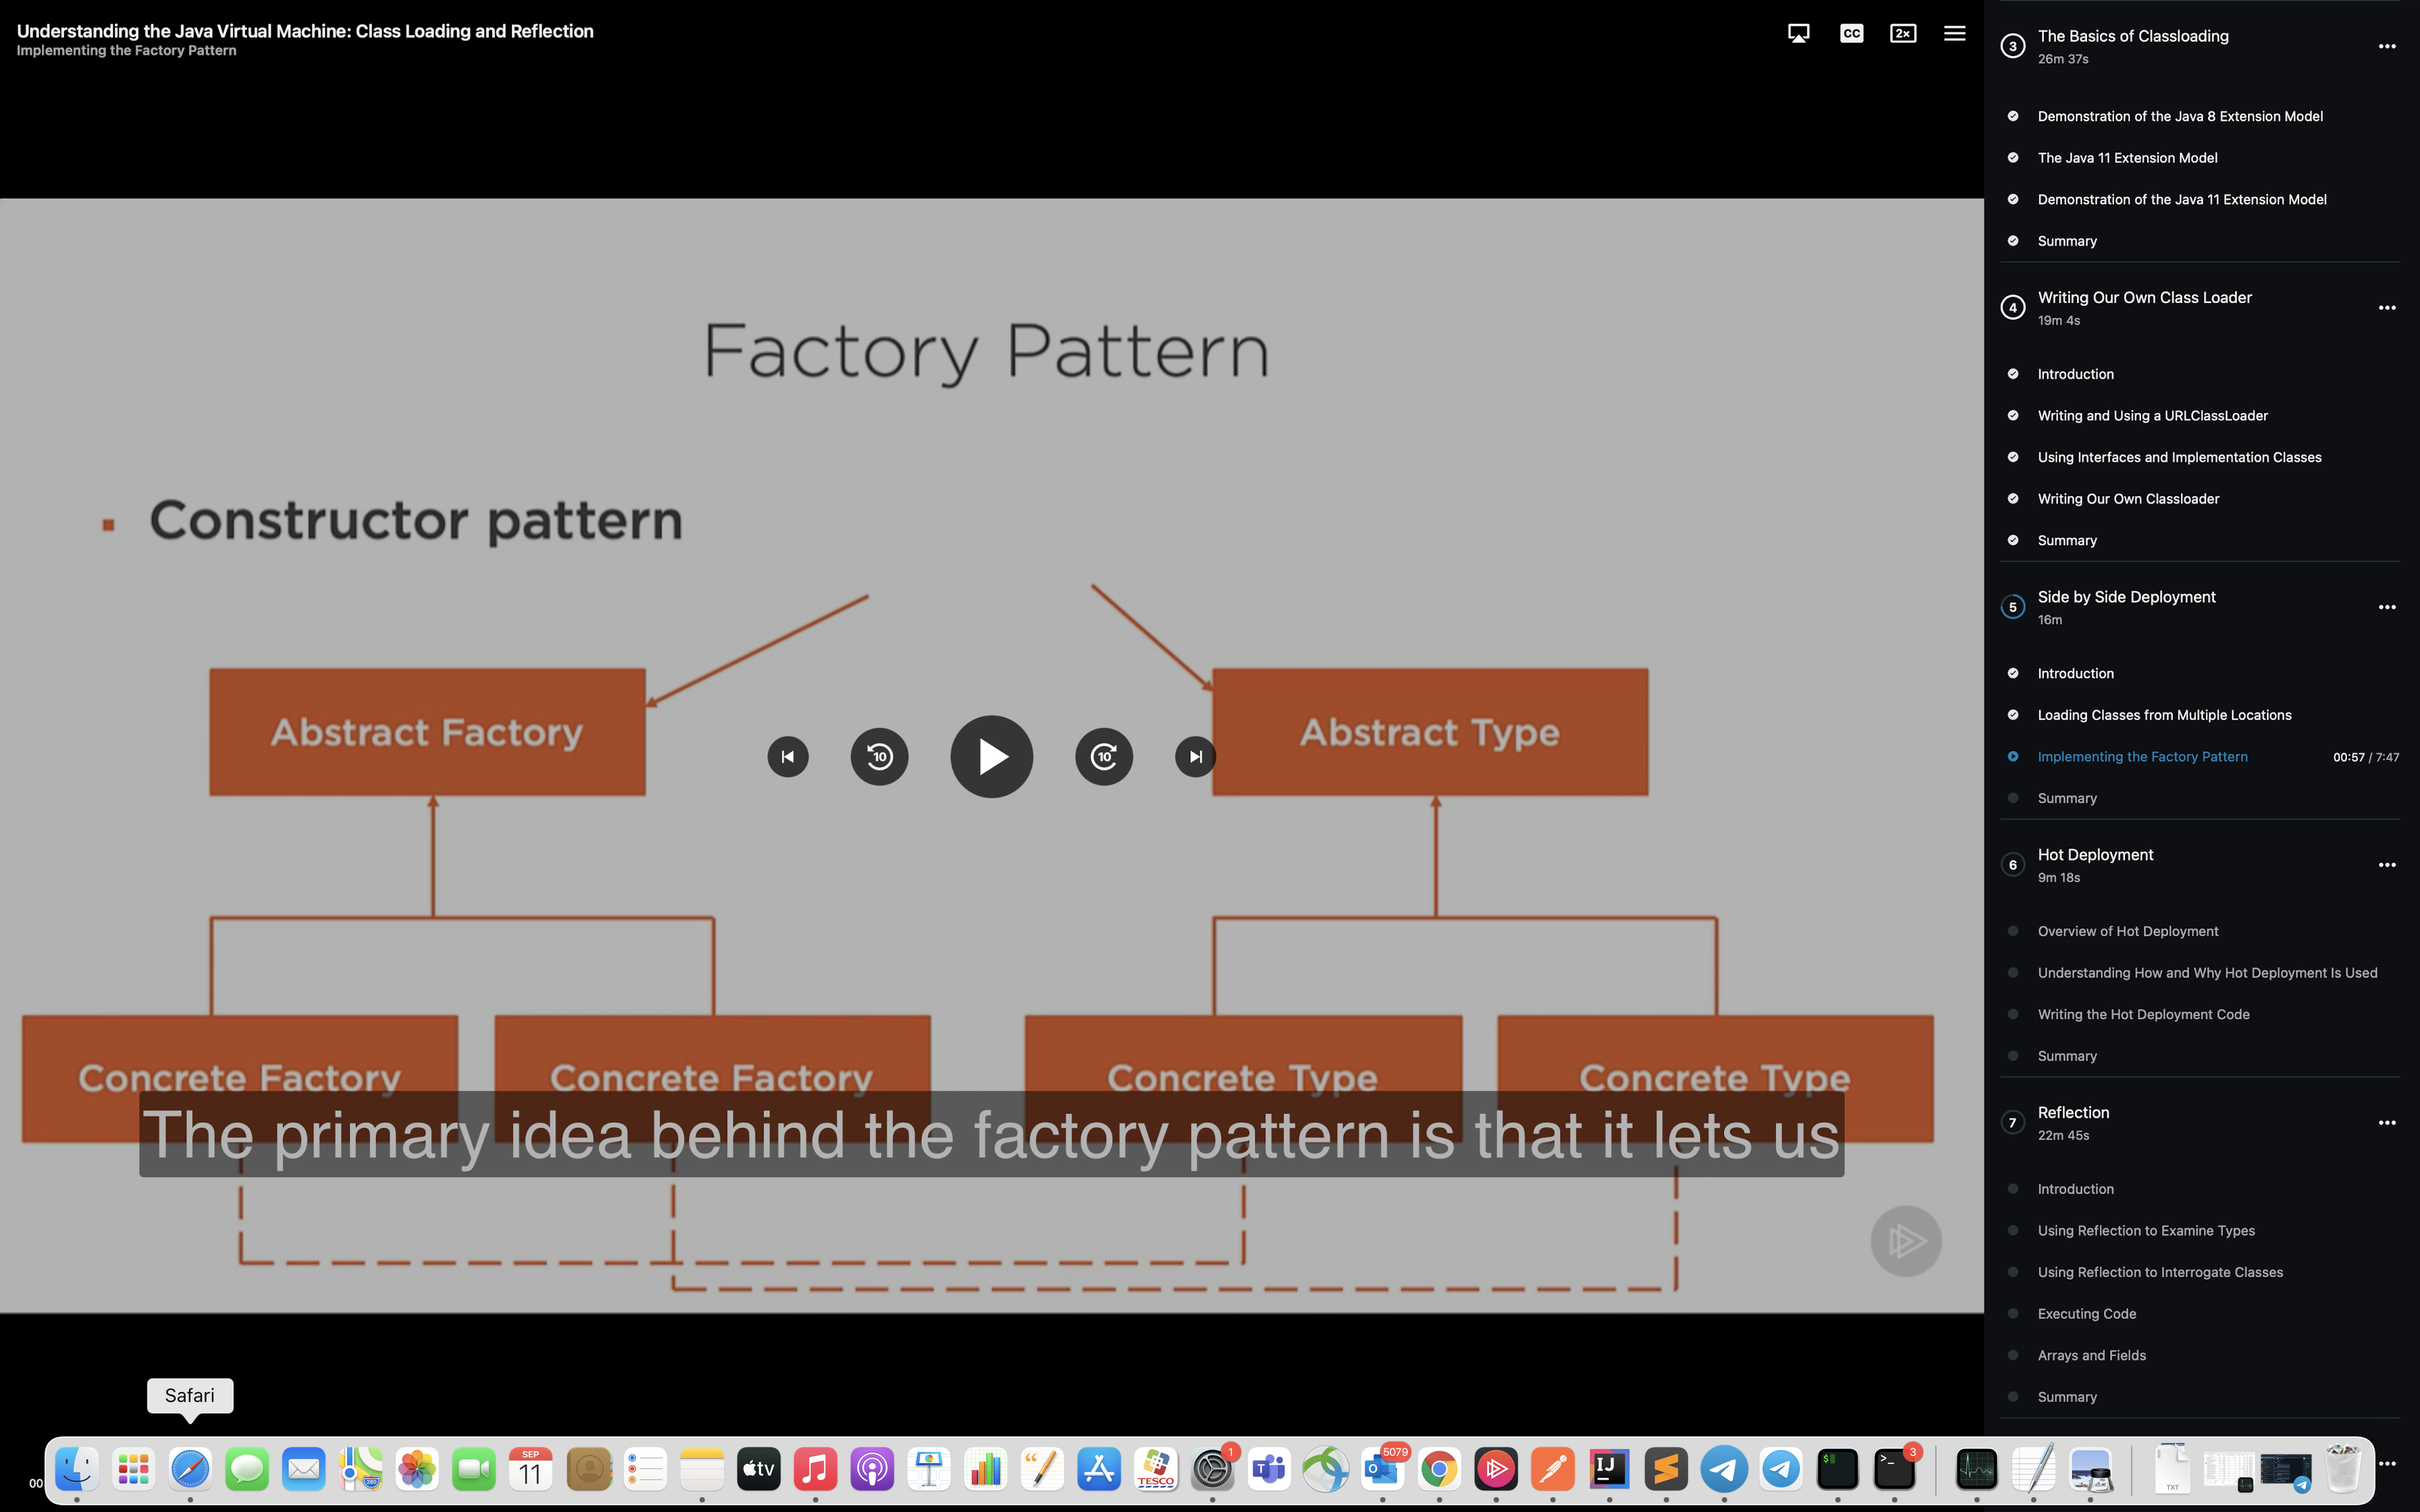 Understanding the Java Virtual Machine: Class Loading and Reflection
Implementing the Factory Pattern
CC
2x
Factory Pattern
Constructor pattern
Abstract Factory
Abstract Type
10
10
Concrete Factory
Concrete Factory
Concrete Type
Concrete Type
The primary idea behind the factory pattern is that it lets us
3
The Basics of Classloading
26m 37s
Demonstration of the Java 8 Extension Model
The Java 11 Extension Model
Demonstration of the Java 11 Extension Model
Summary
4
Writing Our Own Class Loader
19m 4s
Introduction
Writing and Using a URLClassLoader
Using Interfaces and Implementation Classes
Writing Our Own Classloader
Summary
5
Side by Side Deployment
16m
Introduction
Loading Classes from Multiple Locations
Implementing the Factory Pattern 00:57 / 7:47
Summary
6
Hot Deployment
9m 18s
Overview of Hot Deployment
Understanding How and Why Hot Deployment Is Used
Writing the Hot Deployment Code
Summary
7
Reflection
22m 45s
Introduction
Using Reflection to Examine Types
Using Reflection to Interrogate Classes
Executing Code
Arrays and Fields
Summary
Safari
00
SEP
11
280
tv
TESCO
1
5079
IJ
$
>_
3
TXT